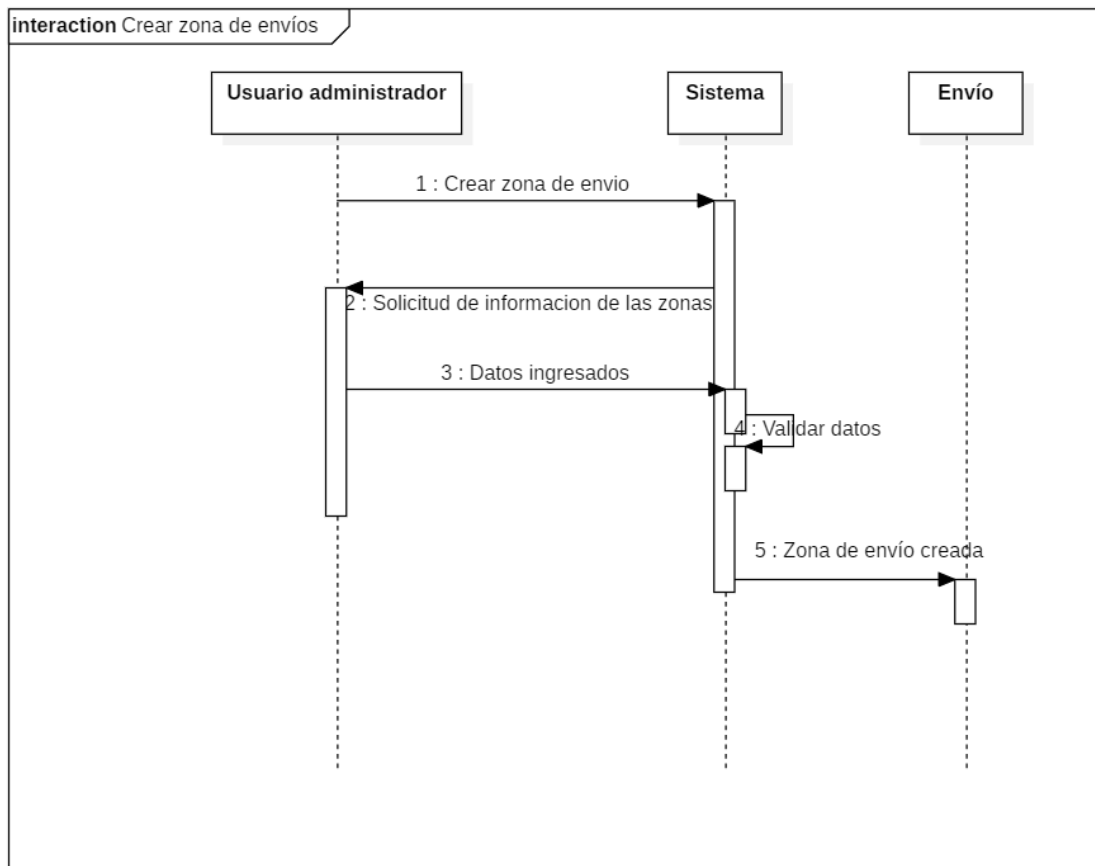 interaction Crear zona de envíos
Usuario administrador
Sistema
Envío
1 : Crear zona de envio
2 : Solicitud de informacion de las zonas
3 : Datos ingresados
4 : Validar datos
5 : Zona de envío creada